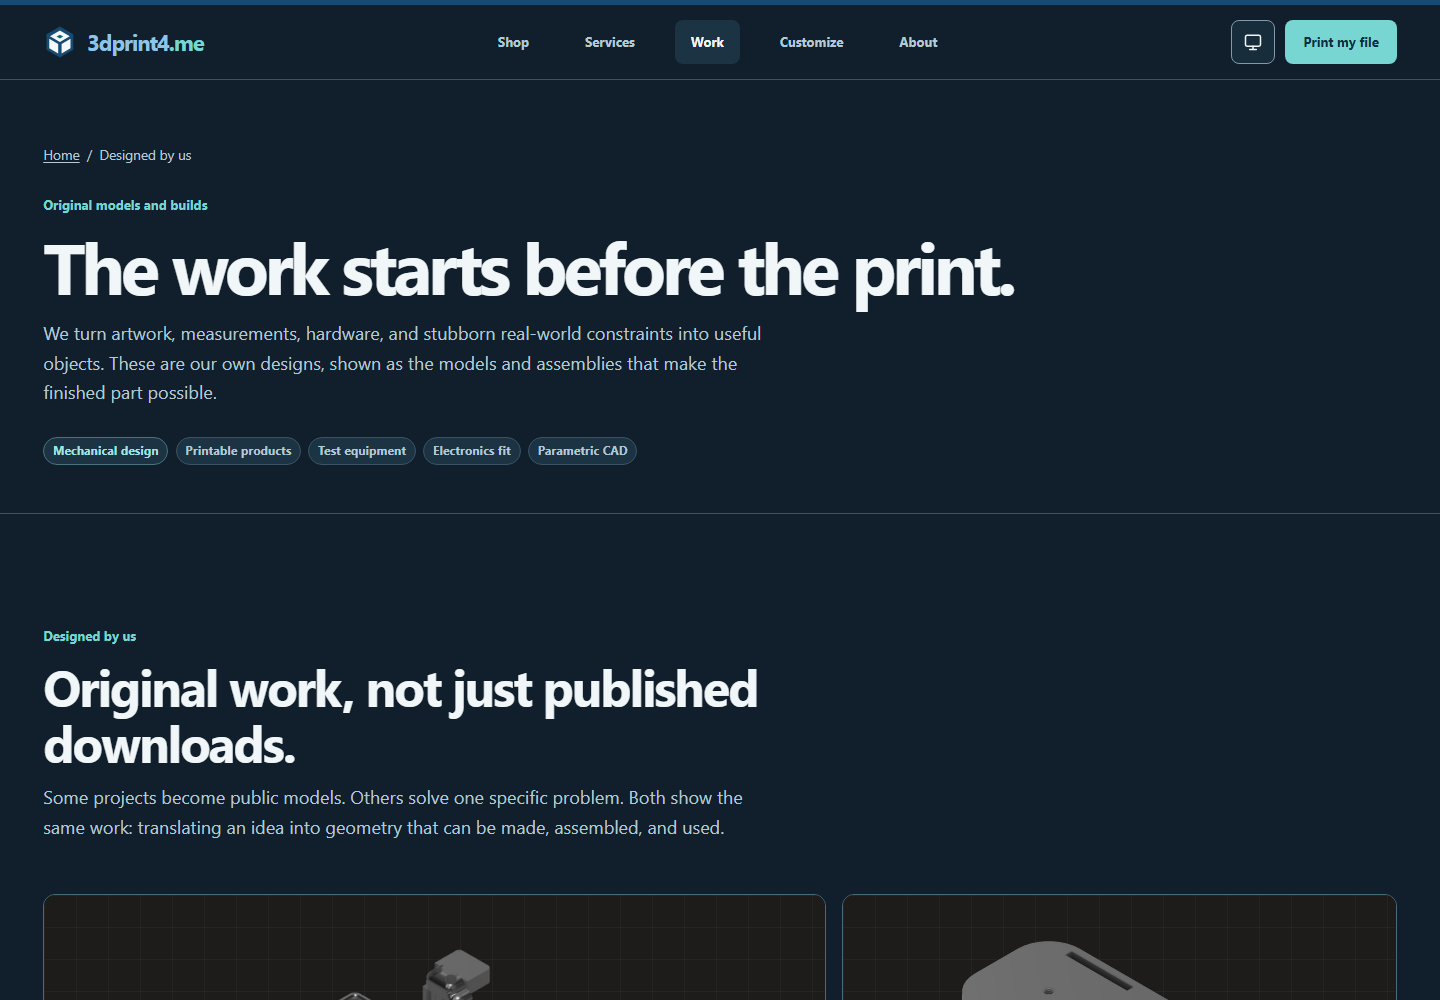 3dprint4.me
Shop
Services
Work
Customize
About
Print my file
Home / Designed by us
Original models and builds
The work starts before the print.
We turn artwork, measurements, hardware, and stubborn real-world constraints into useful
objects. These are our own designs, shown as the models and assemblies that make the
finished part possible.
Mechanical design
Printable products
Test equipment
Electronics fit
Parametric CAD
Designed by us
Original work, not just published
downloads.
Some projects become public models. Others solve one specific problem. Both show the
same work: translating an idea into geometry that can be made, assembled, and used.